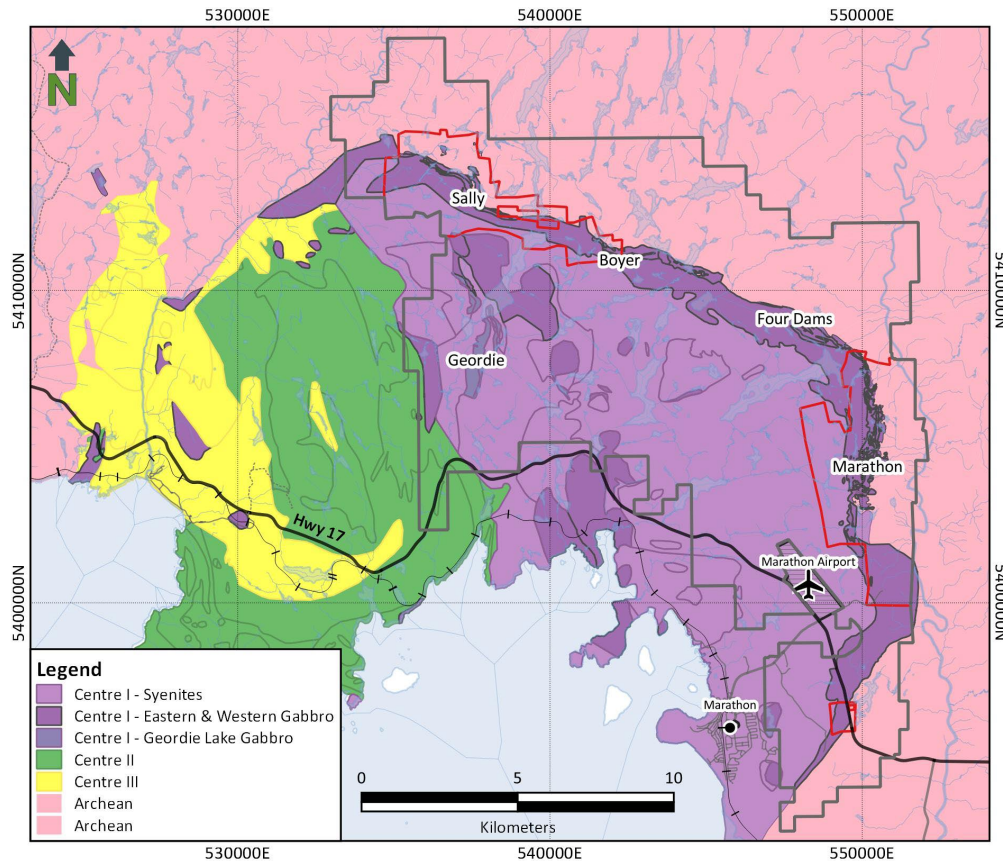 530000E
540000E
550000E
N
Sally
Boyer
5410000N
5410000N
Four Dams
Geordie
Marathon
Hwy 17
Marathon Airport
5400000N
5400000N
Legend
Centre I - Syenites
Centre I - Eastern & Western Gabbro
Centre I - Geordie Lake Gabbro
Centre II
Centre III
Archean
Archean
Marathon
0
5
10
Kilometers
530000E
540000E
550000E